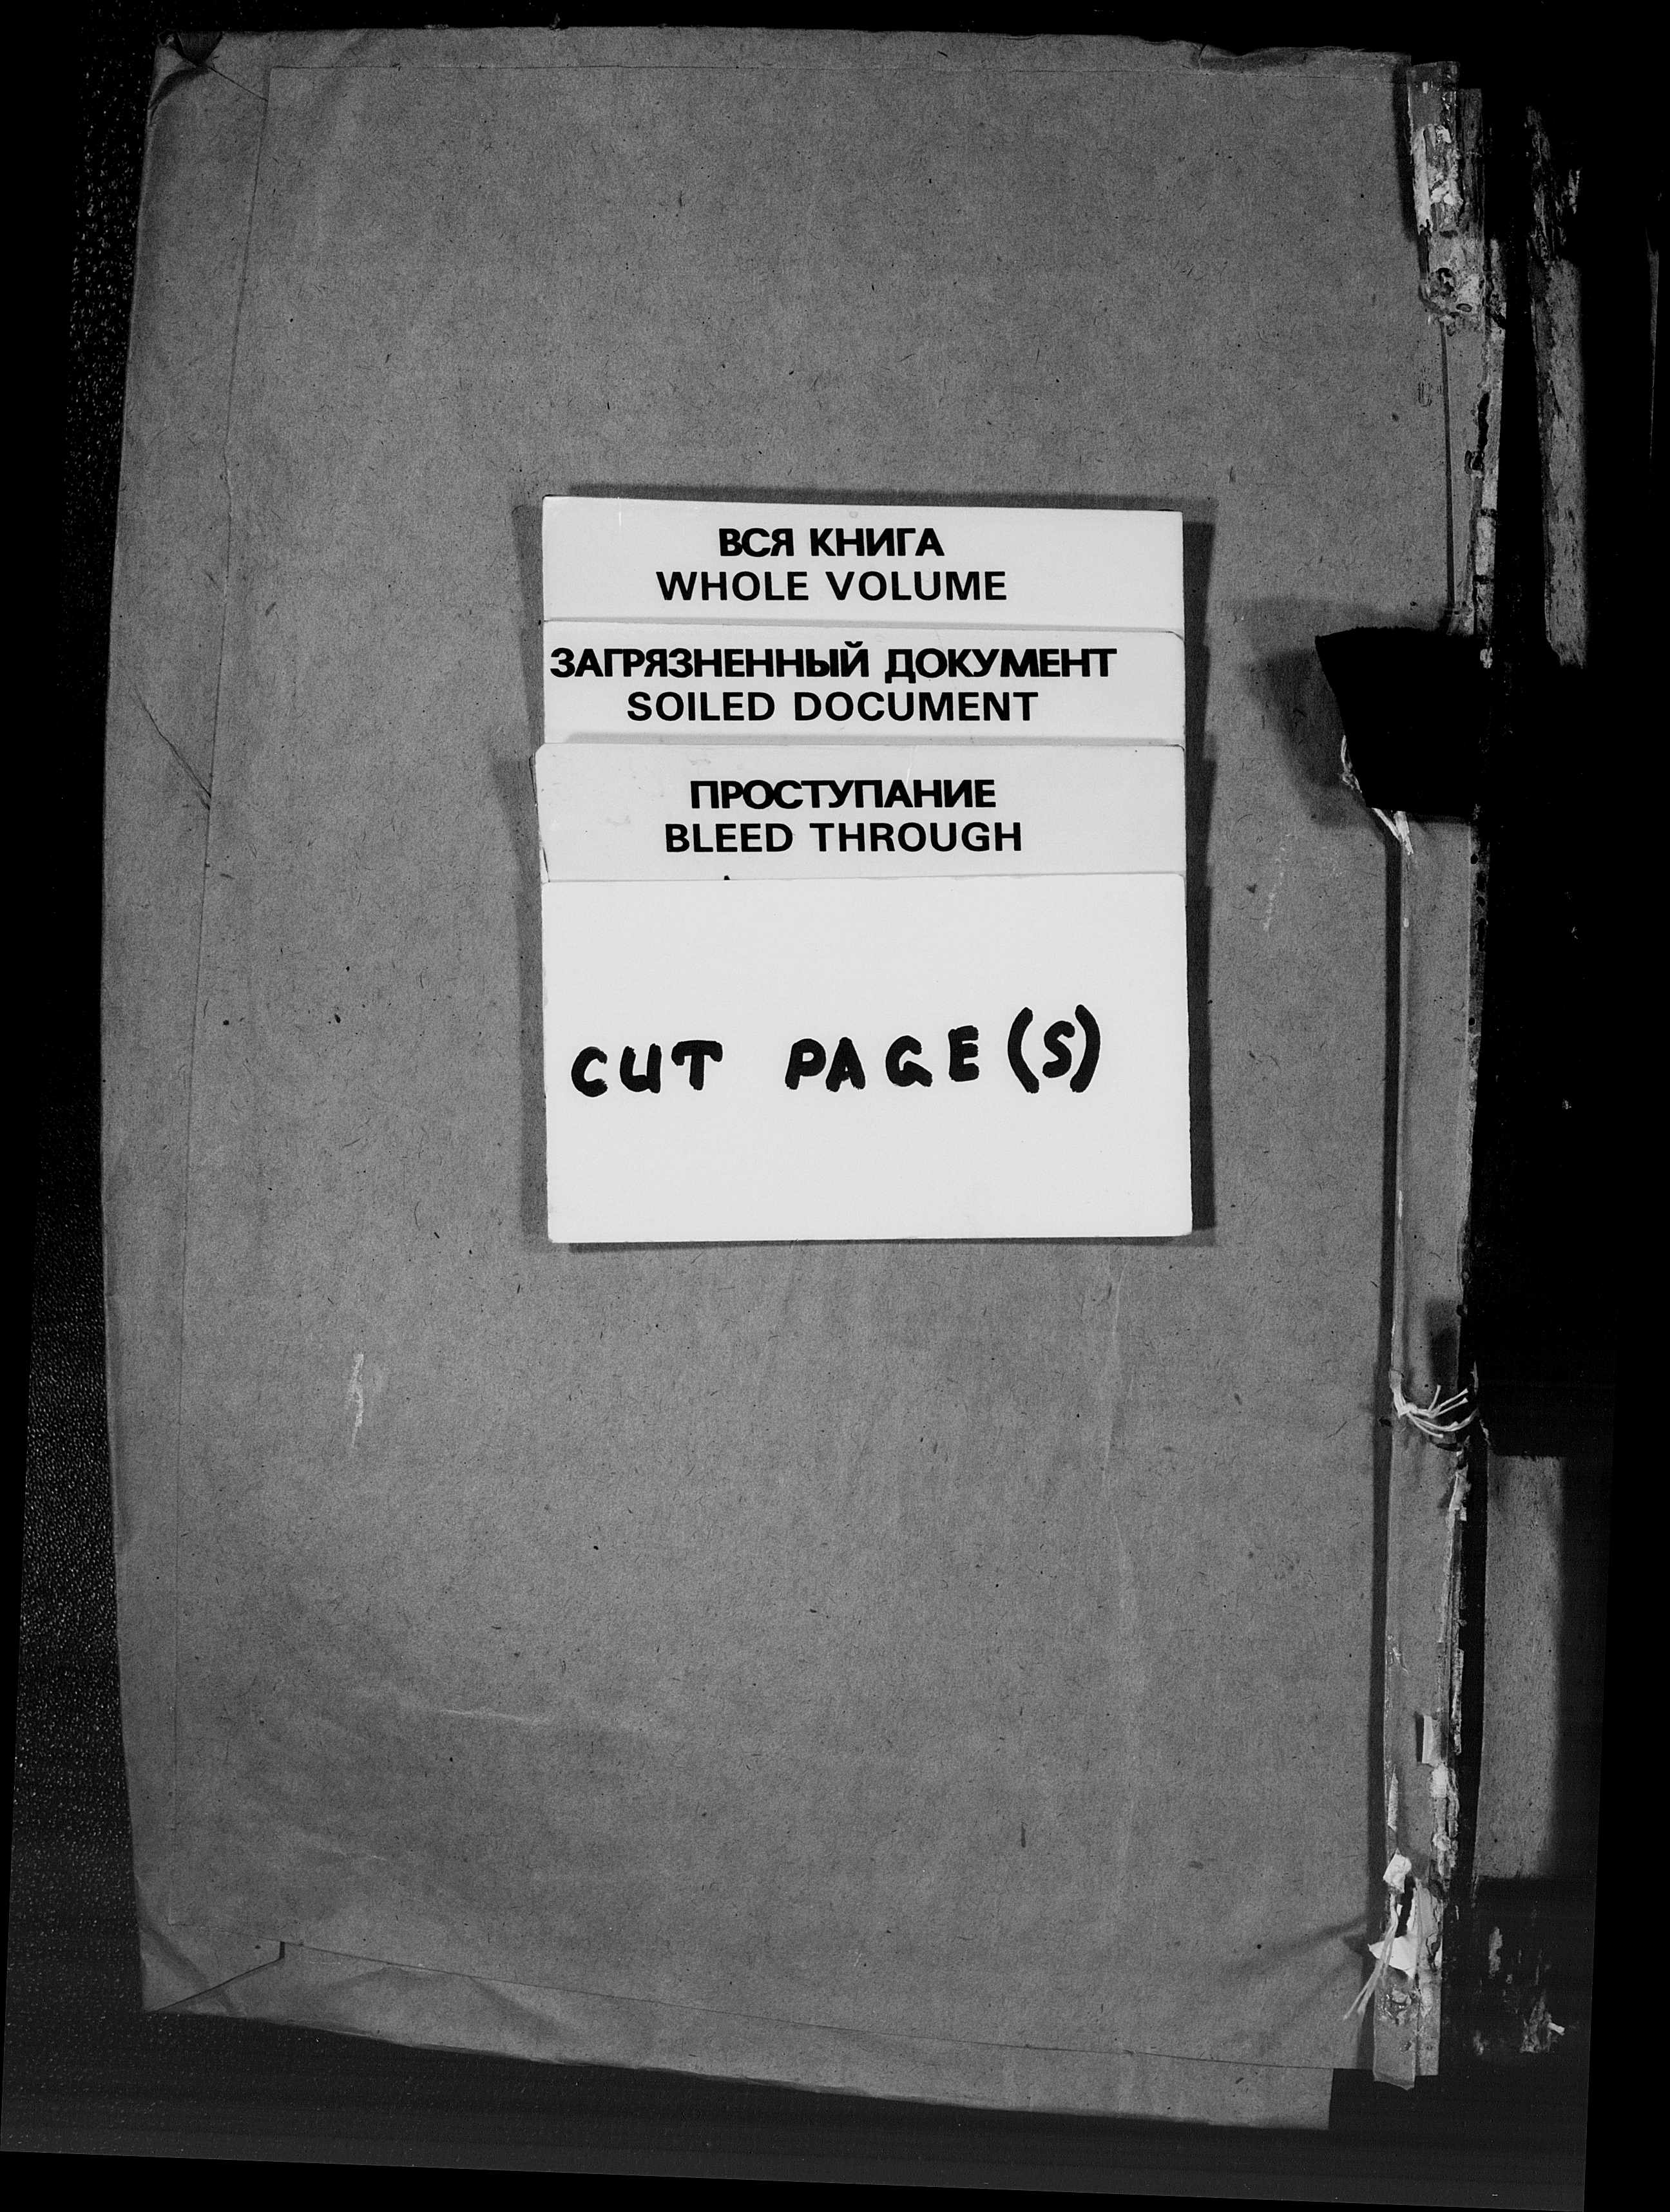 ВСЯ КНИГА
WHOLE VOLUME
ЗАГРЯЗНЕННЫЙ ДОКУМЕНТ
SOILED DOCUMENT
ПРОСТУПАНИЕ
BLEED THROUGH
CUT PAGE(S)